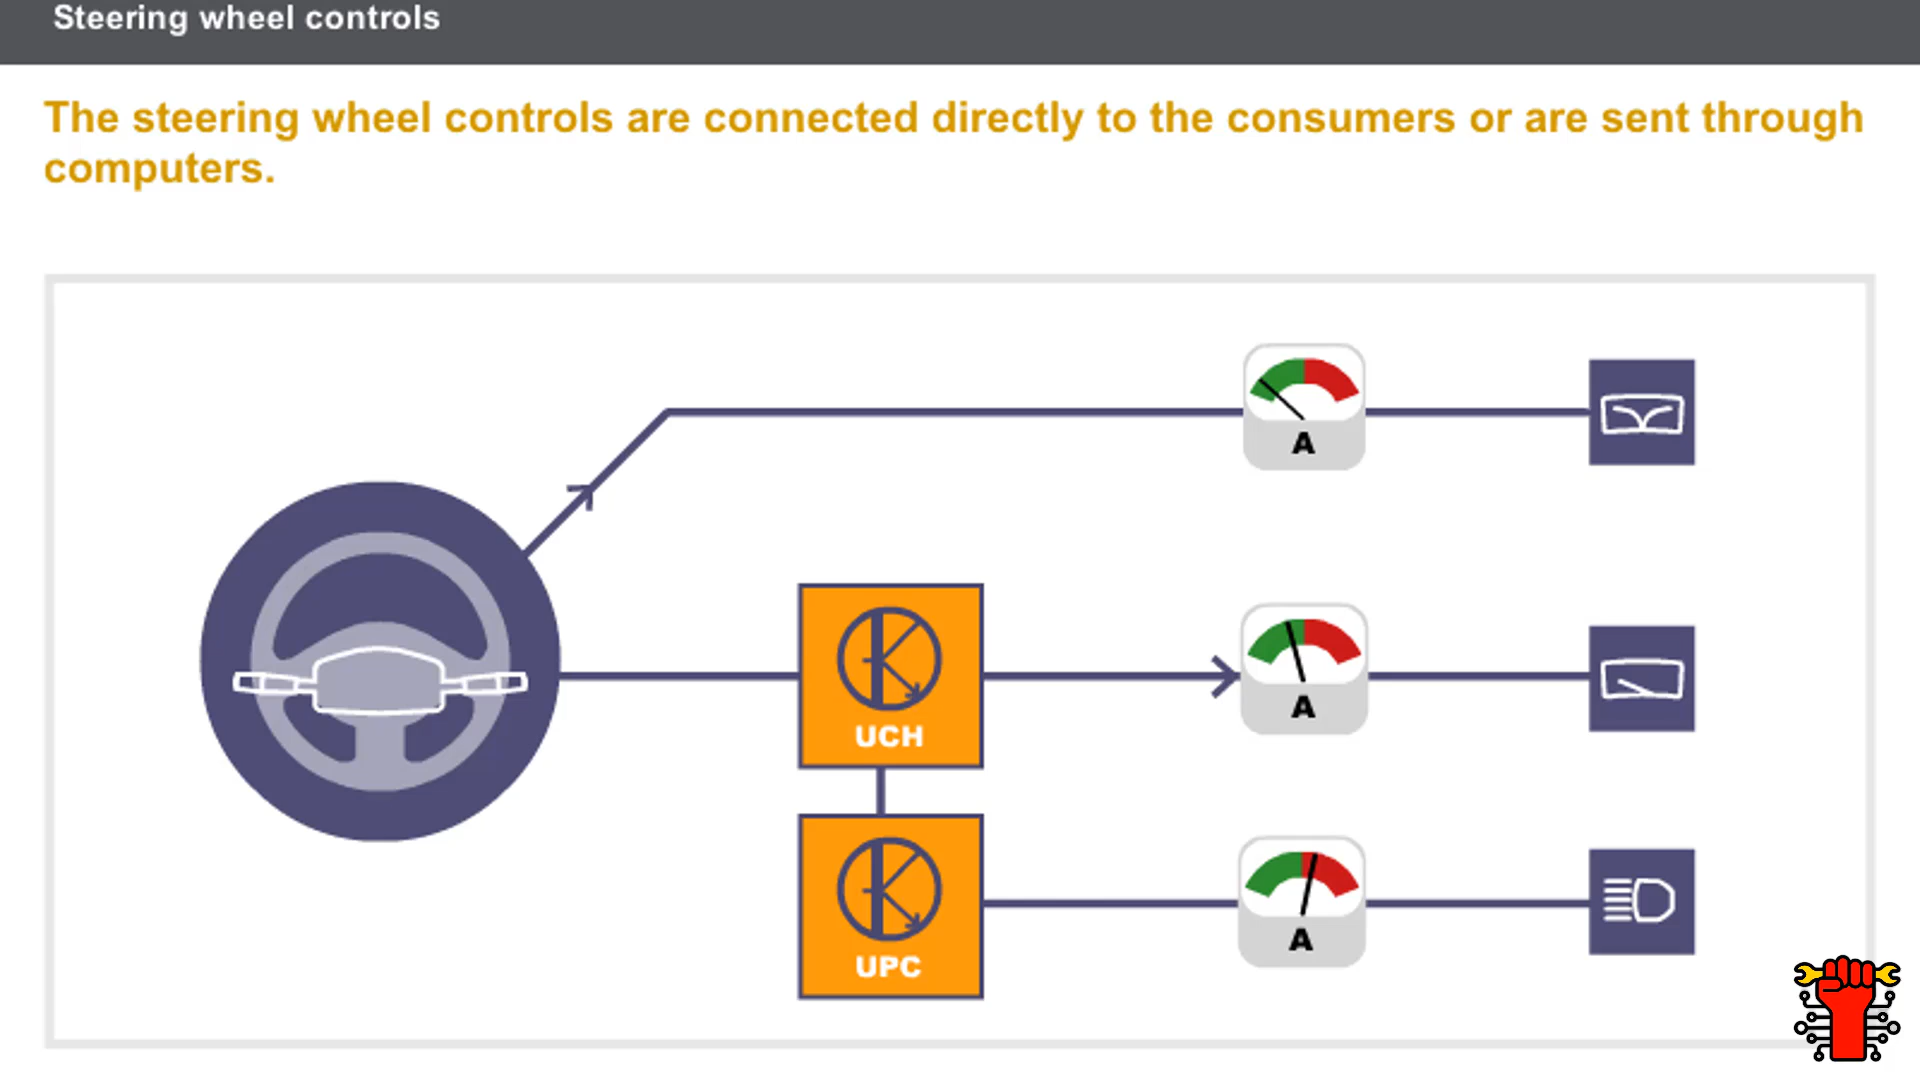 Steering wheel controls
The steering wheel controls are connected directly to the consumers or are sent through
computers.
A
UCH
A
UPC
A